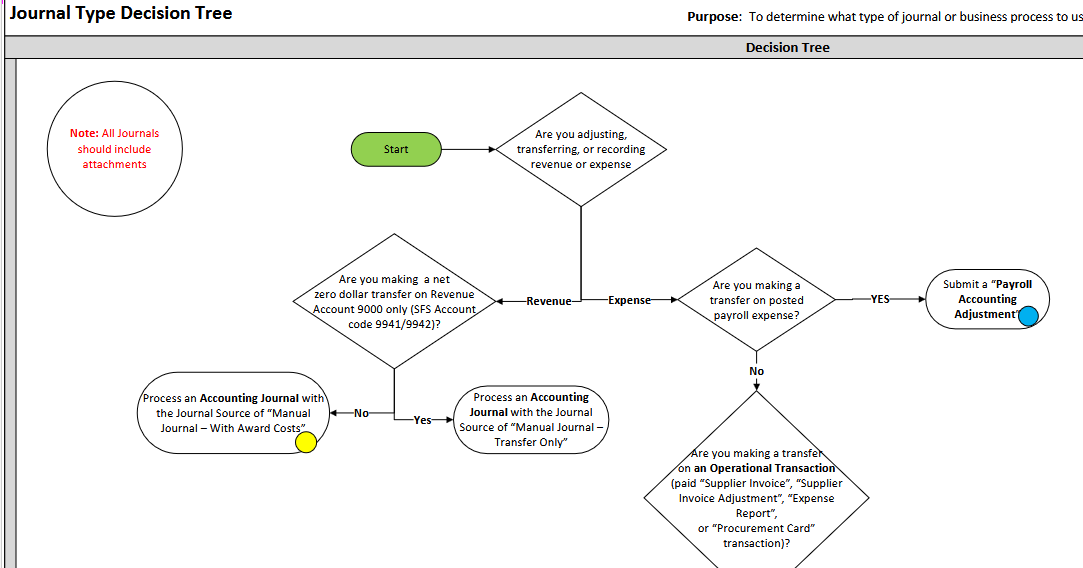 Journal Type Decision Tree
Purpose: To determine what type of journal or business process to us
Decision Tree
Note: All Journals
should include
attachments
Start
Are you adjusting,
transferring, or recording
revenue or expense
Are you making a net
zero dollar transfer on Revenue
Account 9000 only (SFS Account
code 9941/9942)?
Revenue
Expense
Are you making a
transfer on posted
payroll expense?
YES
Submit a “Payroll
Accounting
Adjustment”
No
Process an Accounting Journal with
the Journal Source of “Manual
Journal – With Award Costs”
No
Yes
Process an Accounting
Journal with the Journal
Source of “Manual Journal –
Transfer Only”
Are you making a transfer
on an Operational Transaction
(paid “Supplier Invoice”, “Supplier
Invoice Adjustment”, “Expense
Report”,
or “Procurement Card”
transaction)?